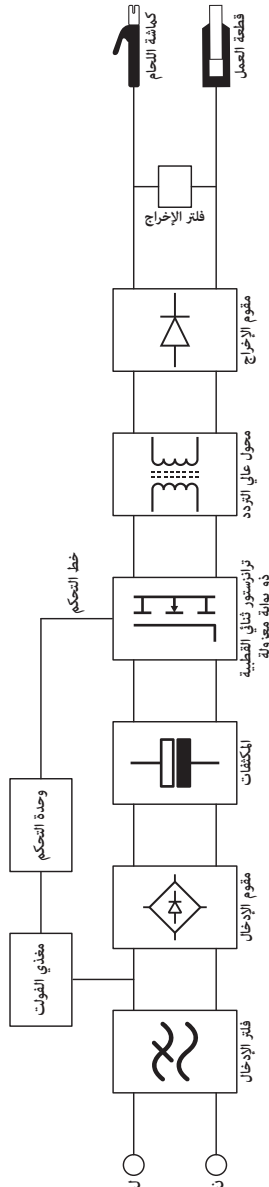 كماشة اللحام
قطعة العمل
فلتر الإخراج
مقوم الإخراج
محول عالي
التردد
خط التحكم
ترانزستور ثنائي القطبية
ذو بوابة معزولة
المكثفات
وحدة التحكم
مقوم
الإدخال
مغذي الفولت
فلتر
الإدخال
ل
ن